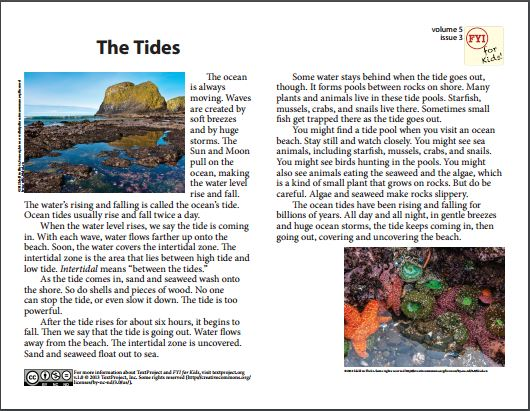 volume 5
issue 3
FYI
for
Kids!
The Tides
The ocean
is always
moving. Waves
are created by
soft breezes
and by huge
storms. The
Sun and Moon
pull on the
ocean, making
the water level
rise and fall.
The water's rising and falling is called the ocean's tide.
Ocean tides usually rise and fall twice a day.
When the water level rises, we say the tide is coming
in. With each wave, water flows farther up onto the
beach. Soon, the water covers the intertidal zone. The
intertidal zone is the area that lies between high tide and
low tide. Intertidal means “between the tides.”
As the tide comes in, sand and seaweed wash onto
the shore. So do shells and pieces of wood. No one
can stop the tide, or even slow it down. The tide is too
powerful.
After the tide rises for about six hours, it begins to
fall. Then we say that the tide is going out. Water flows
away from the beach. The intertidal zone is uncovered.
Sand and seaweed float out to sea.
Some water stays behind when the tide goes out,
though. It forms pools between rocks on shore. Many
plants and animals live in these tide pools. Starfish,
mussels, crabs, and snails live there. Sometimes small
fish get trapped there as the tide goes out.
You might find a tide pool when you visit an ocean
beach. Stay still and watch closely. You might see sea
animals, including starfish, mussels, crabs, and snails.
You might see birds hunting in the pools. You might
also see animals eating the seaweed and the algae, which
is a kind of small plant that grows on rocks. But do be
careful. Algae and seaweed make rocks slippery.
The ocean tides have been rising and falling for
billions of years. All day and all night, in gentle breezes
and huge ocean storms, the tide keeps coming in, then
going out, covering and uncovering the beach.
cc
BY NC ND
For more information about TextProject and FYI for Kids, visit textproject.org
v.1.0 © 2013 TextProject, Inc. Some rights reserved (http://creativecommons.org/